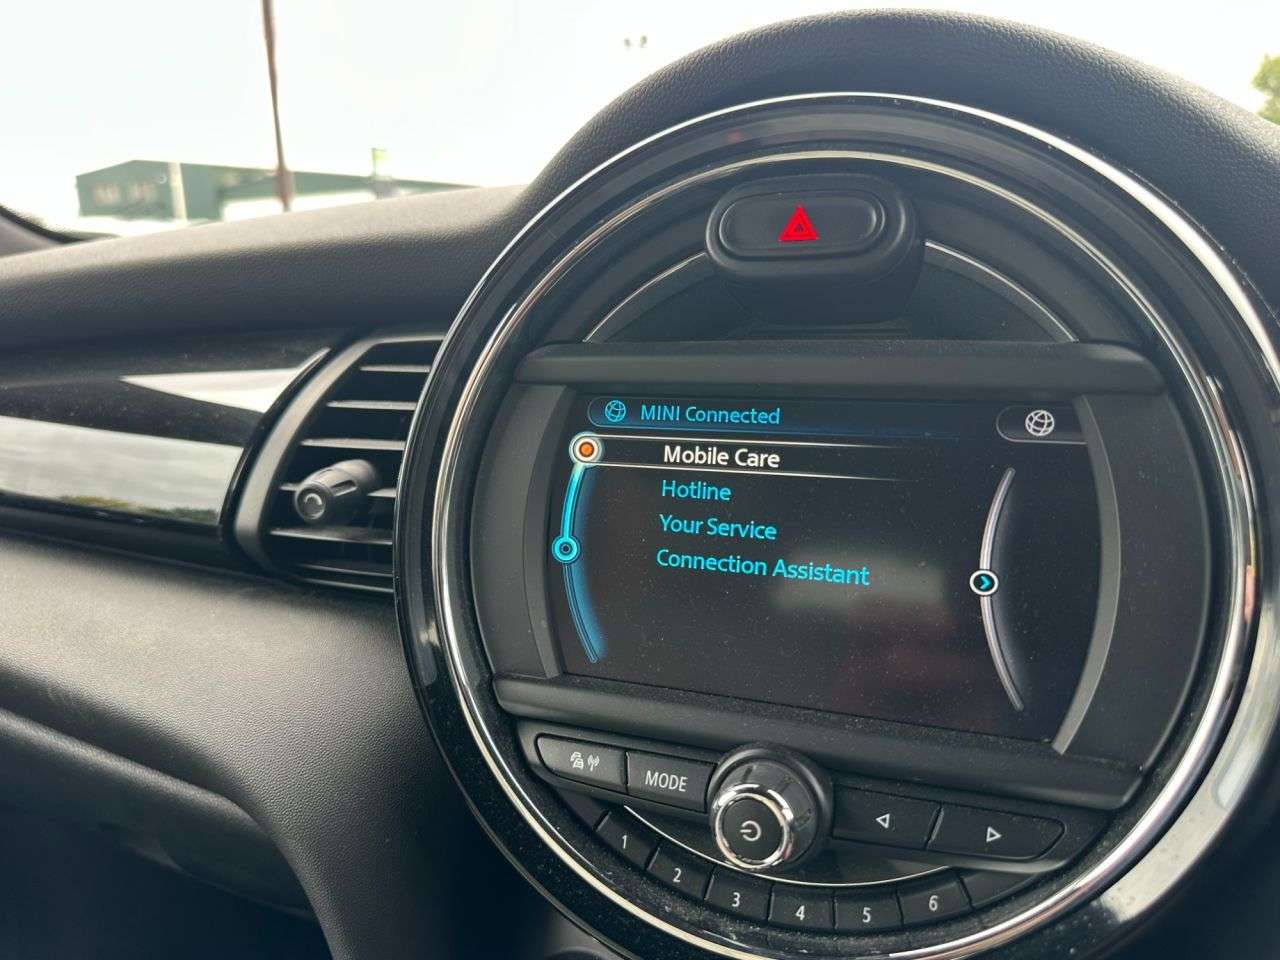 MINI Connected
Mobile Care
Hotline
Your Service
Connection Assistant
MODE
1
2
3
4
5
6